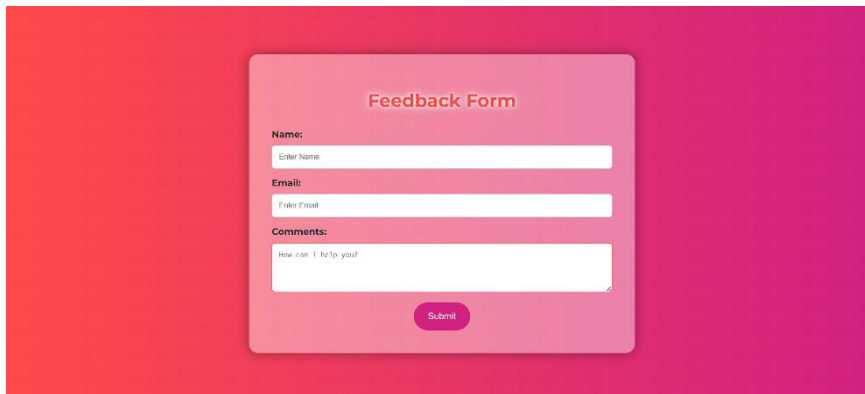 Feedback Form
Name:
Enter Name
Email:
Enter Email
Comments:
How can I help you?
Submit